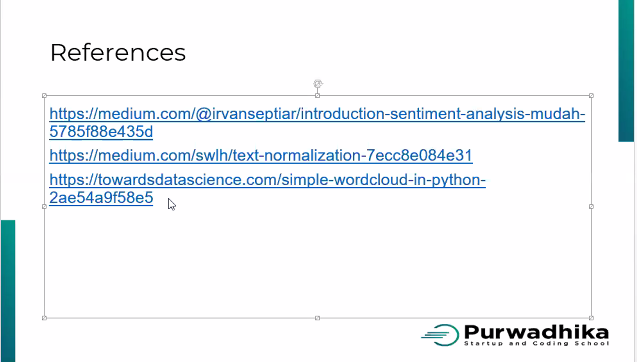 References
https://medium.com/@irvanseptiar/introduction-sentiment-analysis-mudah-
5785f88e435d
https://medium.com/swlh/text-normalization-7ecc8e084e31
https://towardsdatascience.com/simple-wordcloud-in-python-
2ae54a9f58e5
Purwadhika
Startup and Coding School